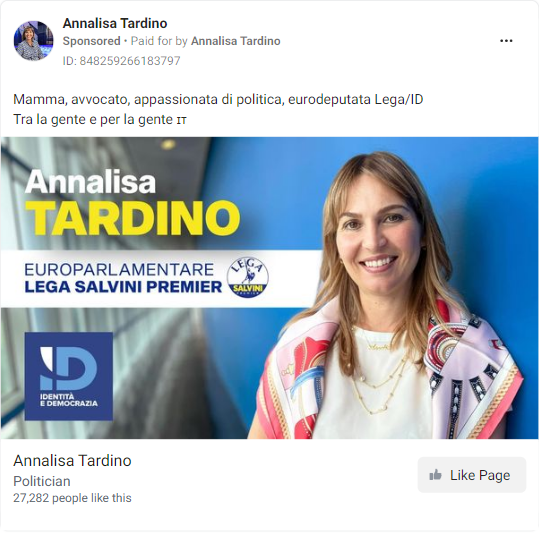 Annalisa Tardino
Sponsored • Paid for by Annalisa Tardino
ID: 848259266183797
Mamma, avvocato, appassionata di politica, eurodeputata Lega/ID
Tra la gente e per la gente IT
Annalisa
TARDINO
EUROPARLAMENTARE
LEGA SALVINI PREMIER
LEGA
SALVINI
ID
IDENTITÀ
E DEMOCRAZIA
Annalisa Tardino
Politician
27,282 people like this
Like Page